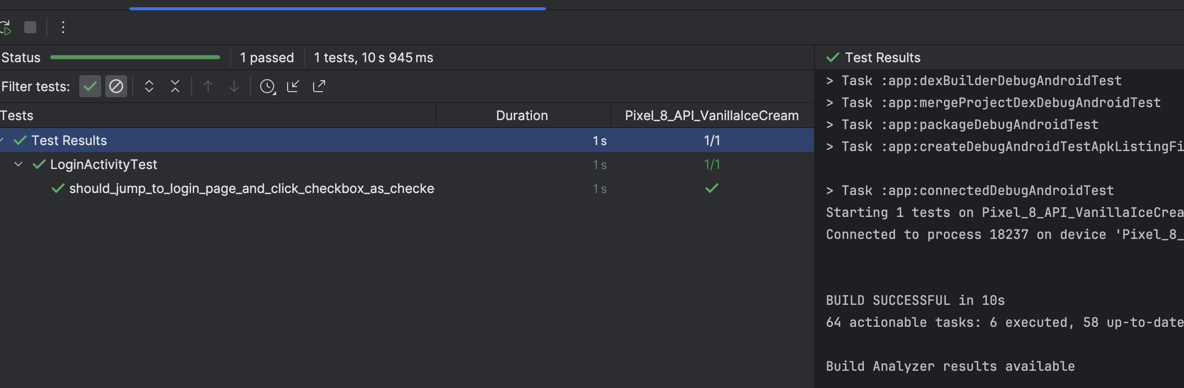 Status 1 passed 1 tests, 10 s 945 ms
Filter tests:
Tests Duration Pixel_8_API_VanillaIceCream
Test Results 1 s 1/1
LoginActivityTest 1 s 1/1
should_jump_to_login_page_and_click_checkbox_as_checke 1 s
Test Results
> Task :app:dexBuilderDebugAndroidTest
> Task :app:mergeProjectDexDebugAndroidTest
> Task :app:packageDebugAndroidTest
> Task :app:createDebugAndroidTestApkListingFi
> Task :app:connectedDebugAndroidTest
Starting 1 tests on Pixel_8_API_VanillaIceCrea
Connected to process 18237 on device 'Pixel_8_
BUILD SUCCESSFUL in 10s
64 actionable tasks: 6 executed, 58 up-to-date
Build Analyzer results available